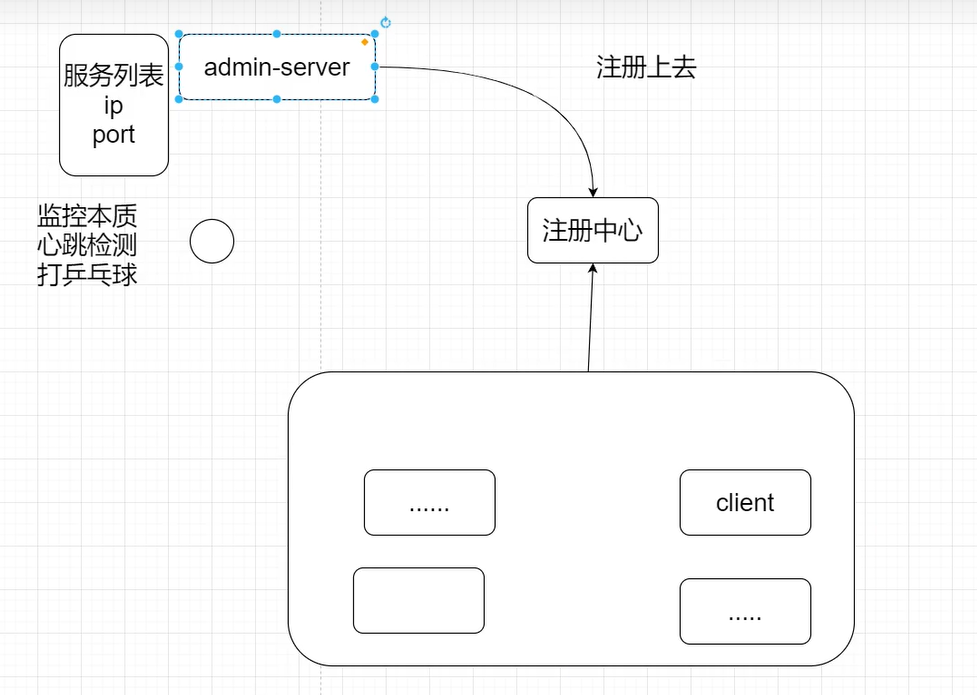 服务列表
ip
port
admin-server
注册上去
监控本质
心跳检测
打乒乓球
注册中心
......
client
.....